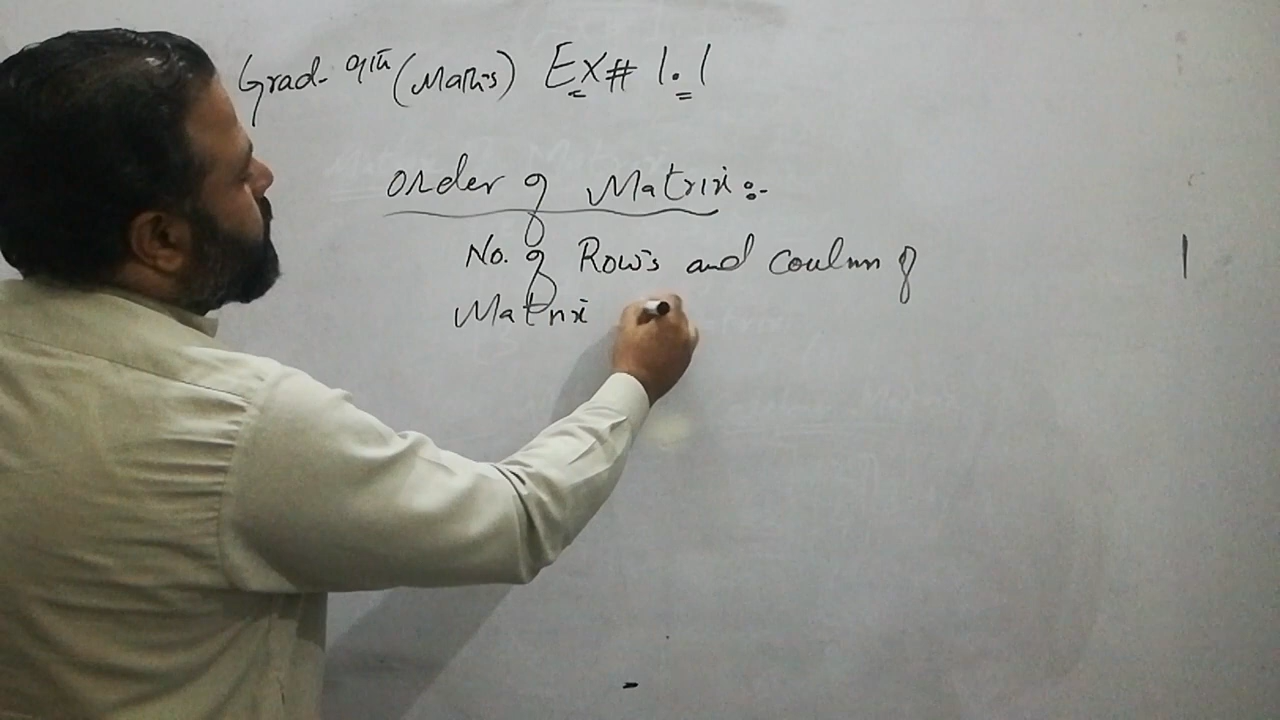 Grad- 9th (Maths) Ex# 1.1
order of Matrix :-
No. of Rows and coulmn of
Matrix